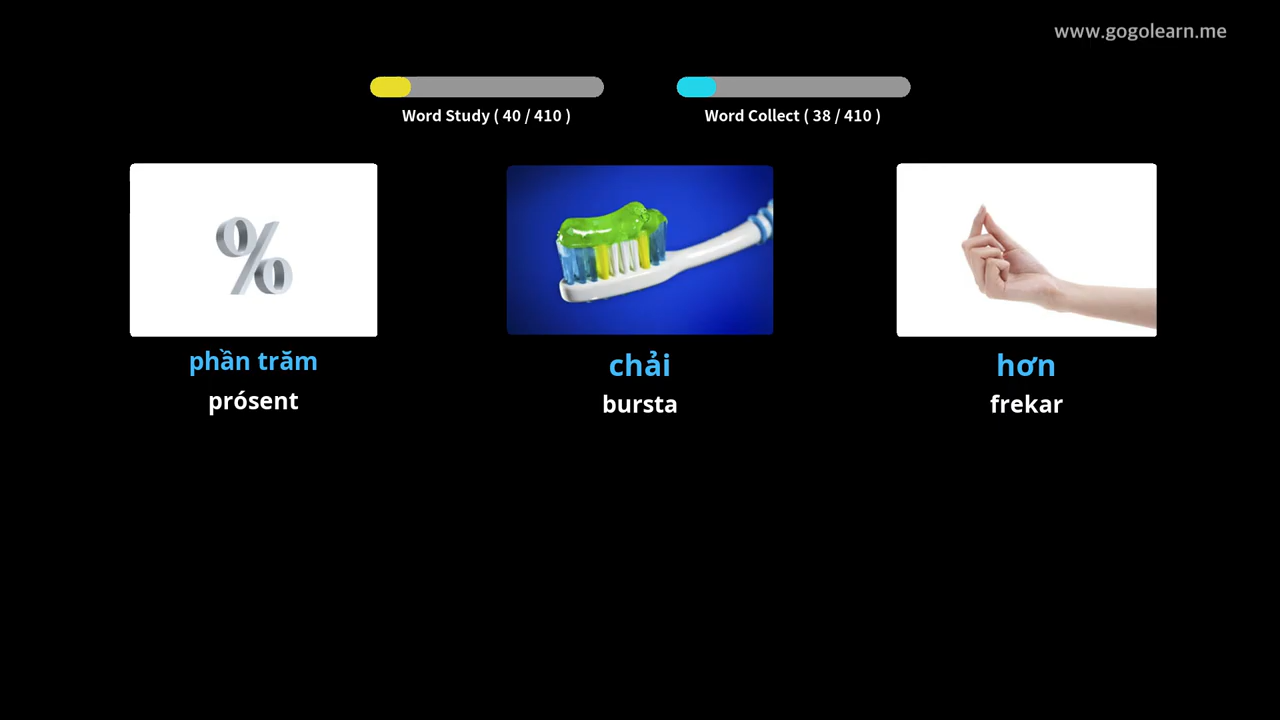 www.gogolearn.me
Word Study ( 40 / 410 )
Word Collect ( 38 / 410 )
%
phần trăm
prósent
chải
bursta
hơn
frekar